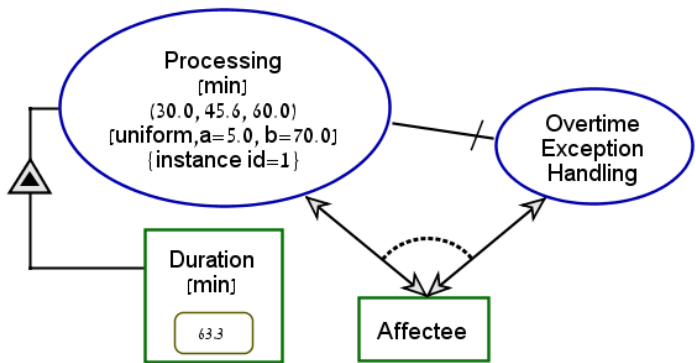 Processing
[min]
(30.0, 45.6, 60.0)
[uniform,a=5.0, b=70.0]
{instance id=1}
Overtime
Exception
Handling
Duration
[min]
63.3
Affectee